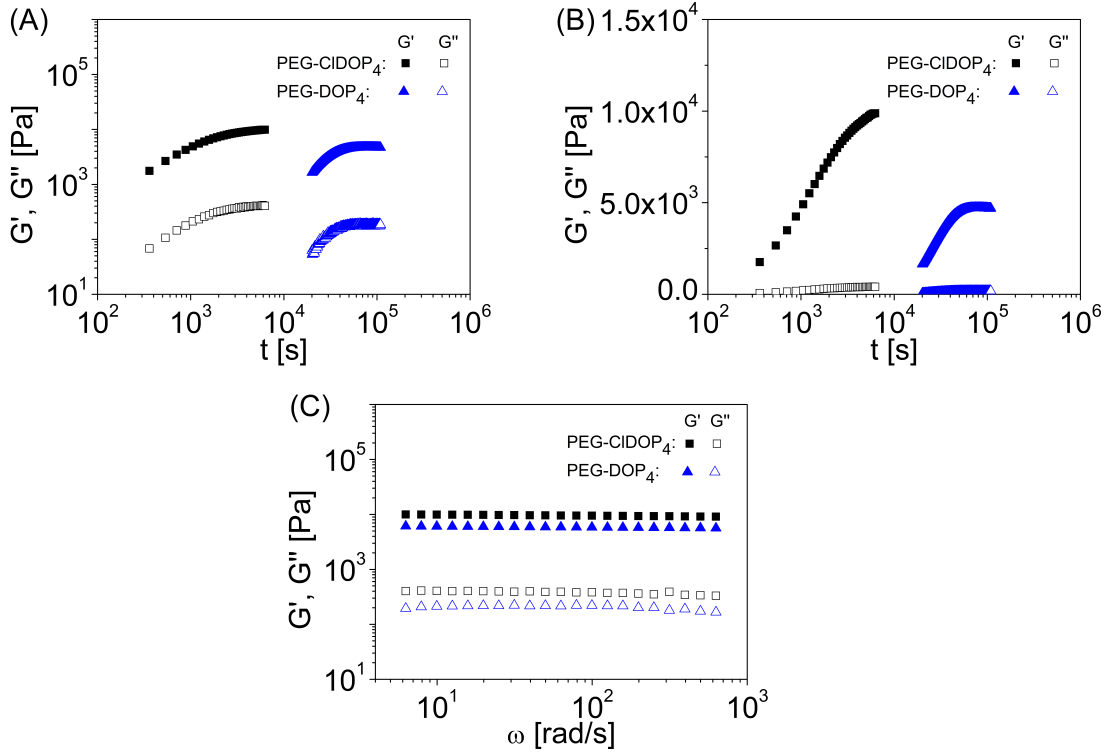 (A)
G' G"
PEG-ClDOP4:
PEG-DOP4:
10^5
10^3
10^1
G', G" [Pa]
10^2 10^3 10^4 10^5 10^6
t [s]
(B)
G' G"
PEG-ClDOP4:
PEG-DOP4:
1.5x10^4
1.0x10^4
5.0x10^3
0.0
G', G" [Pa]
10^2 10^3 10^4 10^5 10^6
t [s]
(C)
G' G"
PEG-ClDOP4:
PEG-DOP4:
10^5
10^3
10^1
G', G" [Pa]
10^1 10^2 10^3
ω [rad/s]